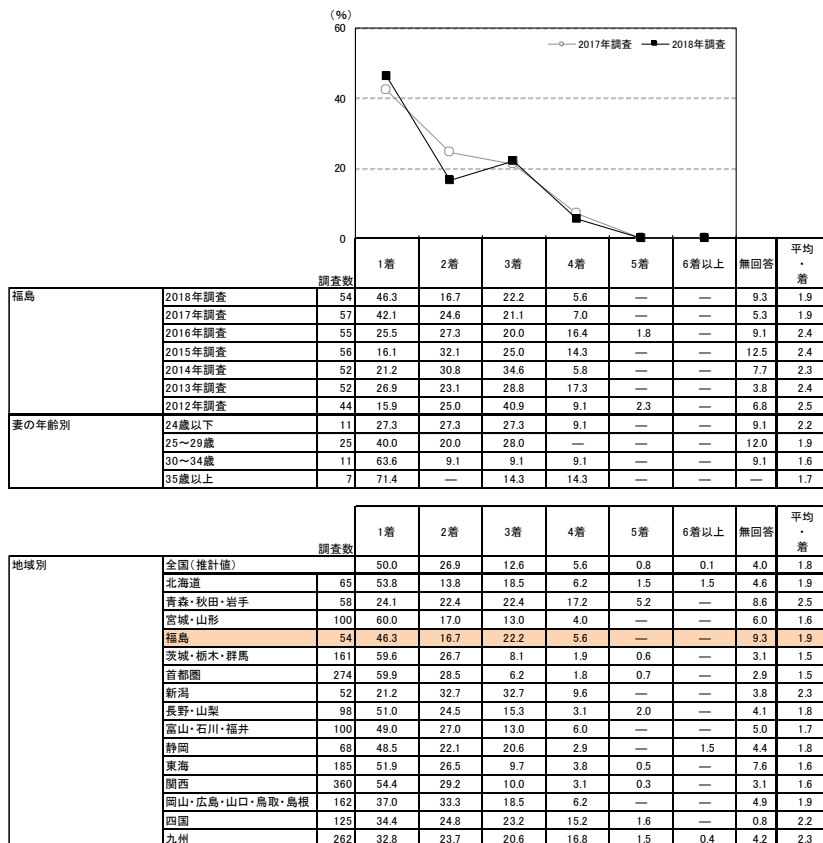 (%)
60
2017年調査 2018年調査
40
20
0
調査数 1着 2着 3着 4着 5着 6着以上 無回答 平均・着
福島 2018年調査 54 46.3 16.7 22.2 5.6 — — 9.3 1.9
2017年調査 57 42.1 24.6 21.1 7.0 — — 5.3 1.9
2016年調査 55 25.5 27.3 20.0 16.4 1.8 — 9.1 2.4
2015年調査 56 16.1 32.1 25.0 14.3 — — 12.5 2.4
2014年調査 52 21.2 30.8 34.6 5.8 — — 7.7 2.3
2013年調査 52 26.9 23.1 28.8 17.3 — — 3.8 2.4
2012年調査 44 15.9 25.0 40.9 9.1 2.3 — 6.8 2.5
妻の年齢別 24歳以下 11 27.3 27.3 27.3 9.1 — — 9.1 2.2
25～29歳 25 40.0 20.0 28.0 — — — 12.0 1.9
30～34歳 11 63.6 9.1 9.1 9.1 — — 9.1 1.6
35歳以上 7 71.4 — 14.3 14.3 — — — 1.7
調査数 1着 2着 3着 4着 5着 6着以上 無回答 平均・着
地域別 全国(推計値) 50.0 26.9 12.6 5.6 0.8 0.1 4.0 1.8
北海道 65 53.8 13.8 18.5 6.2 1.5 1.5 4.6 1.9
青森・秋田・岩手 58 24.1 22.4 22.4 17.2 5.2 — 8.6 2.5
宮城・山形 100 60.0 17.0 13.0 4.0 — — 6.0 1.6
福島 54 46.3 16.7 22.2 5.6 — — 9.3 1.9
茨城・栃木・群馬 161 59.6 26.7 8.1 1.9 0.6 — 3.1 1.5
首都圏 274 59.9 28.5 6.2 1.8 0.7 — 2.9 1.5
新潟 52 21.2 32.7 32.7 9.6 — — 3.8 2.3
長野・山梨 98 51.0 24.5 15.3 3.1 2.0 — 4.1 1.8
富山・石川・福井 100 49.0 27.0 13.0 6.0 — — 5.0 1.7
静岡 68 48.5 22.1 20.6 2.9 — 1.5 4.4 1.8
東海 185 51.9 26.5 9.7 3.8 0.5 — 7.6 1.6
関西 360 54.4 29.2 10.0 3.1 0.3 — 3.1 1.6
岡山・広島・山口・鳥取・島根 162 37.0 33.3 18.5 6.2 — — 4.9 1.9
四国 125 34.4 24.8 23.2 15.2 1.6 — 0.8 2.2
九州 262 32.8 23.7 20.6 16.8 1.5 0.4 4.2 2.3